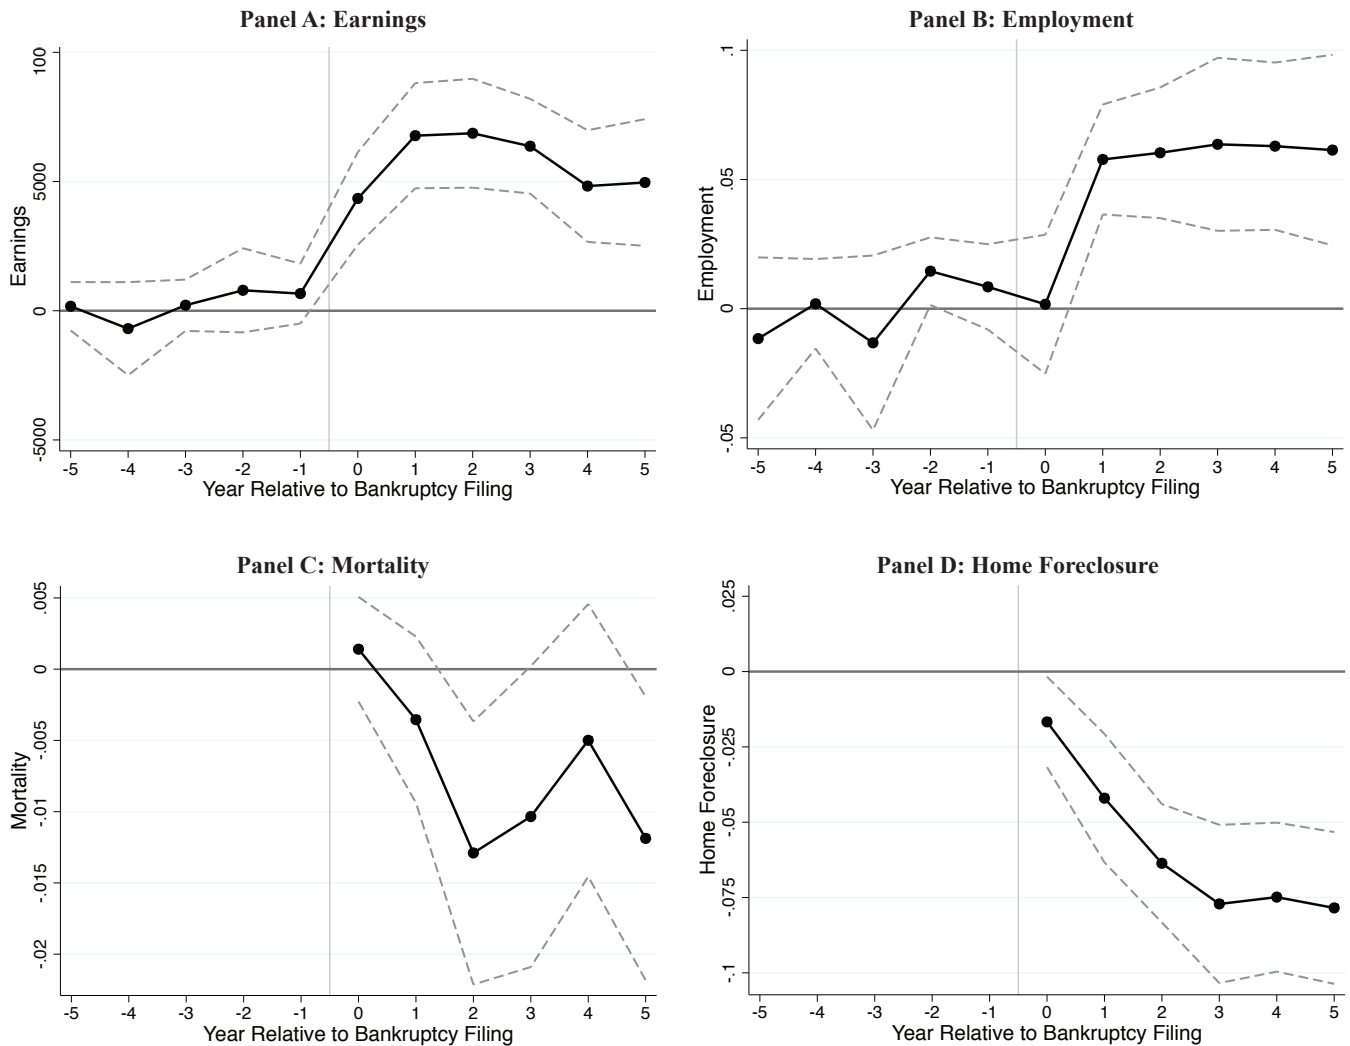 Panel A: Earnings
Earnings
100
5000
0
-5000
-5 -4 -3 -2 -1 0 1 2 3 4 5
Year Relative to Bankruptcy Filing
Panel B: Employment
Employment
.1
.05
0
-.05
-5 -4 -3 -2 -1 0 1 2 3 4 5
Year Relative to Bankruptcy Filing
Panel C: Mortality
Mortality
.005
0
-.005
-.01
-.015
-.02
-5 -4 -3 -2 -1 0 1 2 3 4 5
Year Relative to Bankruptcy Filing
Panel D: Home Foreclosure
Home Foreclosure
.025
0
-.025
-.05
-.075
-.1
-5 -4 -3 -2 -1 0 1 2 3 4 5
Year Relative to Bankruptcy Filing